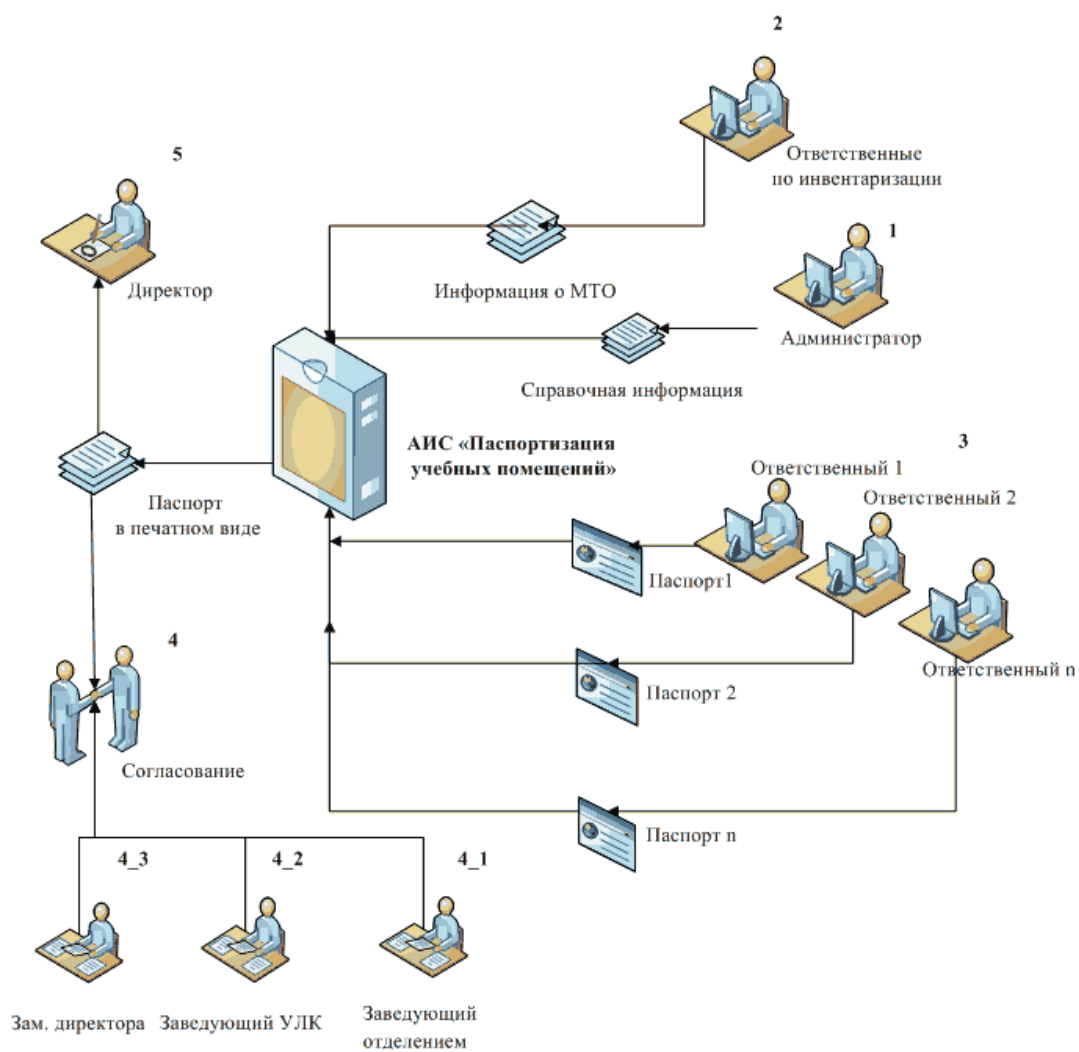 2
Ответственные
по инвентаризации
5
1
Директор
Информация о МТО
Администратор
Справочная информация
АИС «Паспортизация
учебных помещений»
3
Ответственный 1
Ответственный 2
Паспорт
в печатном виде
Паспорт1
Ответственный n
Паспорт 2
4
Согласование
Паспорт n
4_3
4_2
4_1
Зам. директора
Заведующий УЛК
Заведующий
отделением